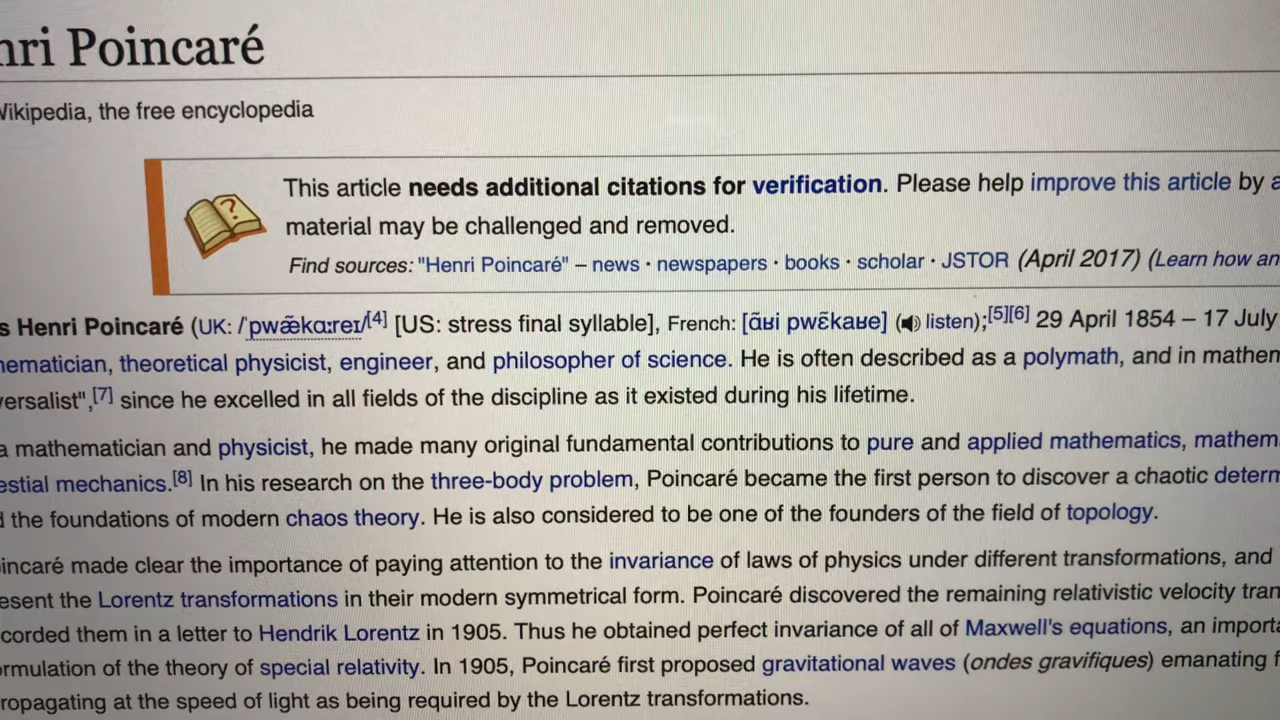 nri Poincaré
Wikipedia, the free encyclopedia
This article needs additional citations for verification. Please help improve this article by a
material may be challenged and removed.
Find sources: "Henri Poincaré" – news · newspapers · books · scholar · JSTOR (April 2017) (Learn how an
s Henri Poincaré (UK: /ˈpwæ̃kɑːreɪ/[4] [US: stress final syllable], French: [ɑ̃ʁi pwɛ̃kaʁe] (listen);[5][6] 29 April 1854 – 17 July
hematician, theoretical physicist, engineer, and philosopher of science. He is often described as a polymath, and in mathem
versalist",[7] since he excelled in all fields of the discipline as it existed during his lifetime.
a mathematician and physicist, he made many original fundamental contributions to pure and applied mathematics, mathem
estial mechanics.[8] In his research on the three-body problem, Poincaré became the first person to discover a chaotic determ
d the foundations of modern chaos theory. He is also considered to be one of the founders of the field of topology.
oincaré made clear the importance of paying attention to the invariance of laws of physics under different transformations, and
esent the Lorentz transformations in their modern symmetrical form. Poincaré discovered the remaining relativistic velocity tran
corded them in a letter to Hendrik Lorentz in 1905. Thus he obtained perfect invariance of all of Maxwell's equations, an importa
ormulation of the theory of special relativity. In 1905, Poincaré first proposed gravitational waves (ondes gravifiques) emanating f
ropagating at the speed of light as being required by the Lorentz transformations.